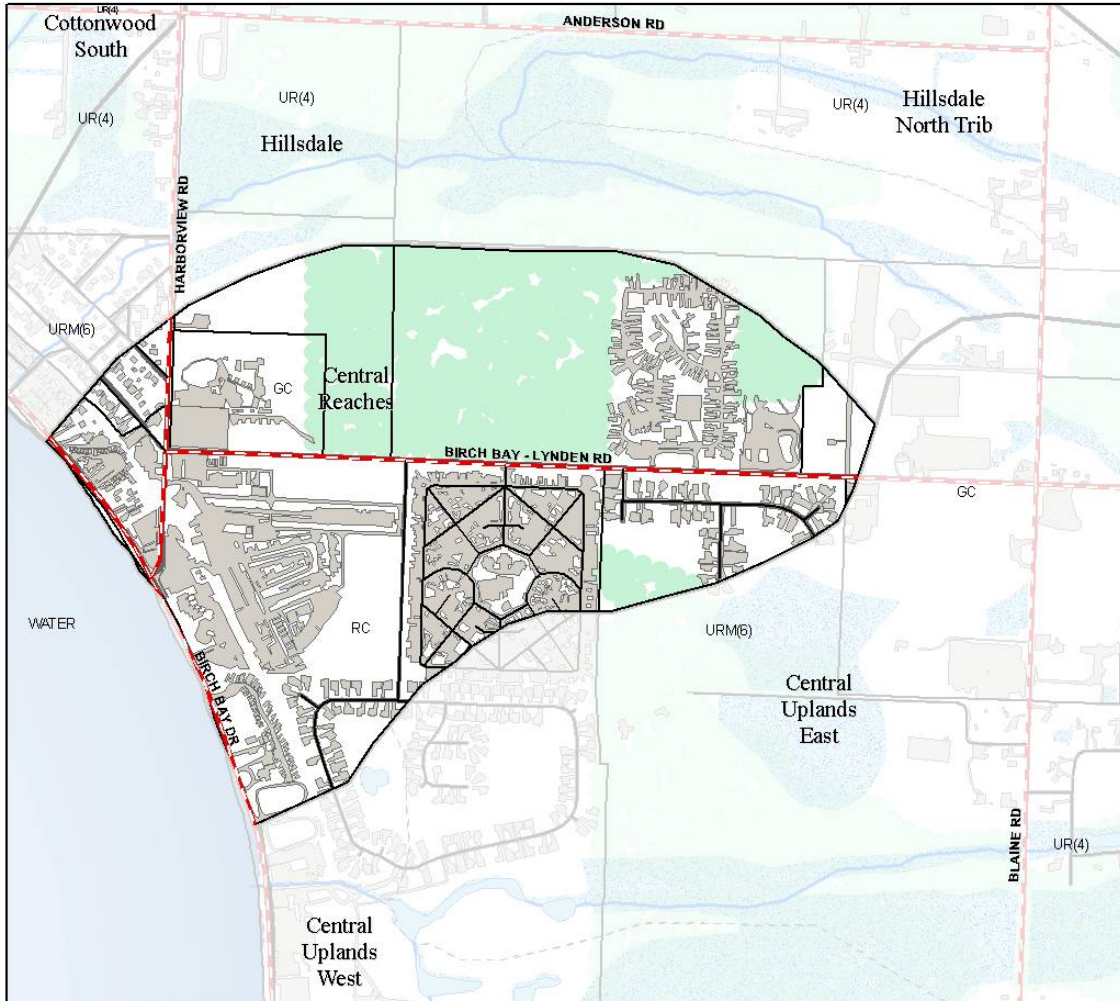 UR(4)
Cottonwood
South
ANDERSON RD
UR(4)
UR(4)
UR(4)
Hillsdale
North Trib
Hillsdale
HARBORVIEW RD
URM(6)
GC
Central
Reaches
BIRCH BAY - LYNDEN RD
GC
WATER
RC
URM(6)
BIRCH BAY DR
Central
Uplands
East
BLAINE RD
UR(4)
Central
Uplands
West